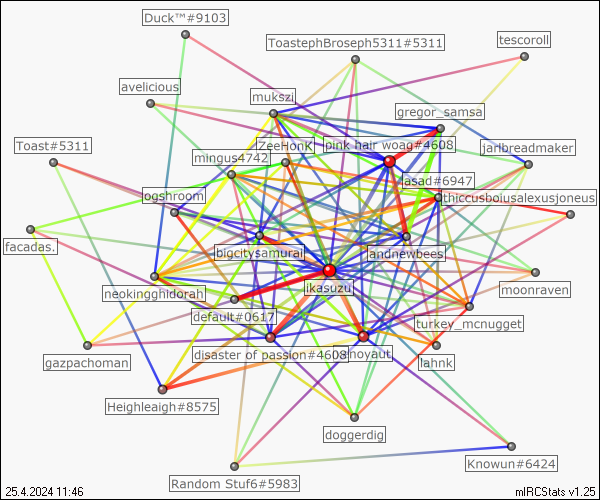 Duck™#9103
ToastephBroseph5311#5311
tescoroll
avelicious
mukszi
gregor_samsa
Toast#5311
ZeeHonK
pink hair woag#4608
jarlbreadmaker
mingus4742
asad#6947
ogshroom
thiccusboiusalexusjoneus
facadas.
bigcitysamurai
andnewbees
ikasuzu
neokingghidorah
moonraven
default#0617
turkey_mcnugget
gazpachoman
disaster of passion#4608
ahoyaut
lahnk
Heighleaigh#8575
doggerdig
Knowun#6424
Random Stuf6#5983
25.4.2024 11:46
mIRCStats v1.25